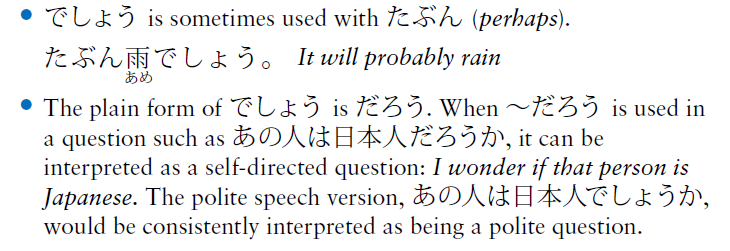 • でしょう is sometimes used with たぶん (perhaps).
たぶん雨でしょう。 It will probably rain
あめ
• The plain form of でしょう is だろう. When 〜だろう is used in
a question such as あの人は日本人だろうか, it can be
interpreted as a self-directed question: I wonder if that person is
Japanese. The polite speech version, あの人は日本人でしょうか,
would be consistently interpreted as being a polite question.